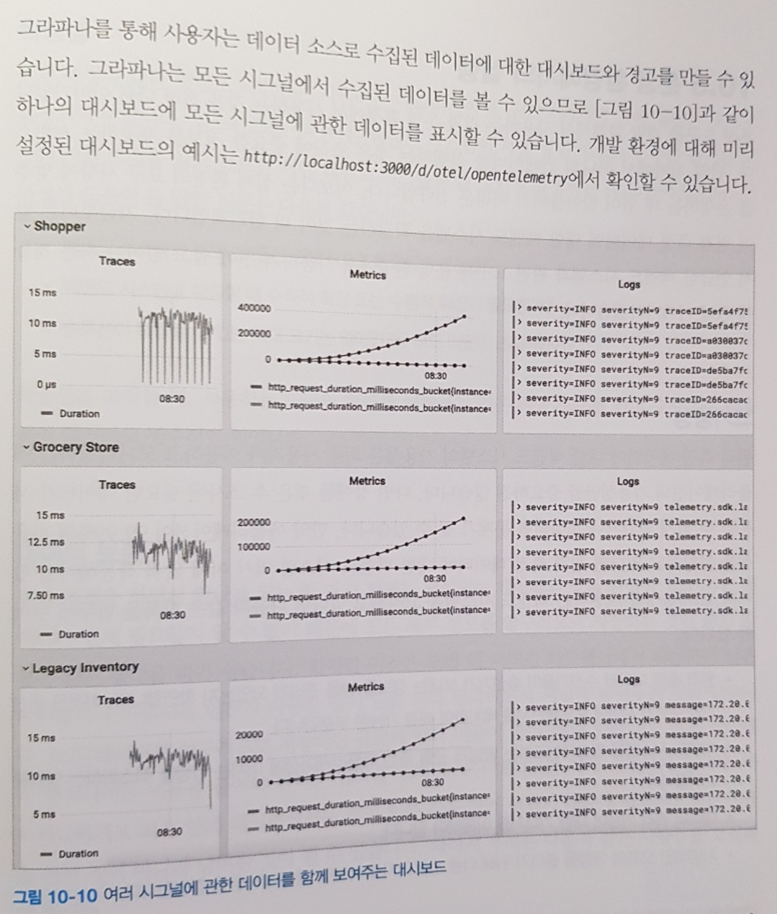 그라파나를 통해 사용자는 데이터 소스로 수집된 데이터에 대한 대시보드와 경고를 만들 수 있
습니다. 그라파나는 모든 시그널에서 수집된 데이터를 볼 수 있으므로 [그림 10-10]과 같이
하나의 대시보드에 모든 시그널에 관한 데이터를 표시할 수 있습니다. 개발 환경에 대해 미리
설정된 대시보드의 예시는 http://localhost:3000/d/otel/opentelemetry에서 확인할 수 있습니다.
Shopper
Traces
15 ms
10 ms
5 ms
0 µs
08:30
Duration
Metrics
400000
200000
0
08:30
http_request_duration_milliseconds_bucket{instance
http_request_duration_milliseconds_bucket{instance
Logs
> severity=INFO severityN=9 traceID=5efa4f75
> severity=INFO severityN=9 traceID=5efa4f75
> severity=INFO severityN=9 traceID=a030037c
> severity=INFO severityN=9 traceID=a030037c
> severity=INFO severityN=9 traceID=de5ba7fc
> severity=INFO severityN=9 traceID=de5ba7fc
> severity=INFO severityN=9 traceID=266cacac
> severity=INFO severityN=9 traceID=266cacac
Grocery Store
Traces
15 ms
12.5 ms
10 ms
7.50 ms
08:30
Duration
Metrics
200000
100000
0
08:30
http_request_duration_milliseconds_bucket{instance
http_request_duration_milliseconds_bucket{instance
Logs
> severity=INFO severityN=9 telemetry.sdk.la
> severity=INFO severityN=9 telemetry.sdk.la
> severity=INFO severityN=9 telemetry.sdk.la
> severity=INFO severityN=9 telemetry.sdk.la
> severity=INFO severityN=9 telemetry.sdk.la
> severity=INFO severityN=9 telemetry.sdk.la
> severity=INFO severityN=9 telemetry.sdk.la
> severity=INFO severityN=9 telemetry.sdk.la
Legacy Inventory
Traces
15 ms
10 ms
5 ms
08:30
Duration
Metrics
20000
10000
0
08:30
http_request_duration_milliseconds_bucket{instance
http_request_duration_milliseconds_bucket{instance
Logs
> severity=INFO severityN=9 message=172.20.0
> severity=INFO severityN=9 message=172.20.0
> severity=INFO severityN=9 message=172.20.0
> severity=INFO severityN=9 message=172.20.0
> severity=INFO severityN=9 message=172.20.0
> severity=INFO severityN=9 message=172.20.0
> severity=INFO severityN=9 message=172.20.0
> severity=INFO severityN=9 message=172.20.0
그림 10-10 여러 시그널에 관한 데이터를 함께 보여주는 대시보드